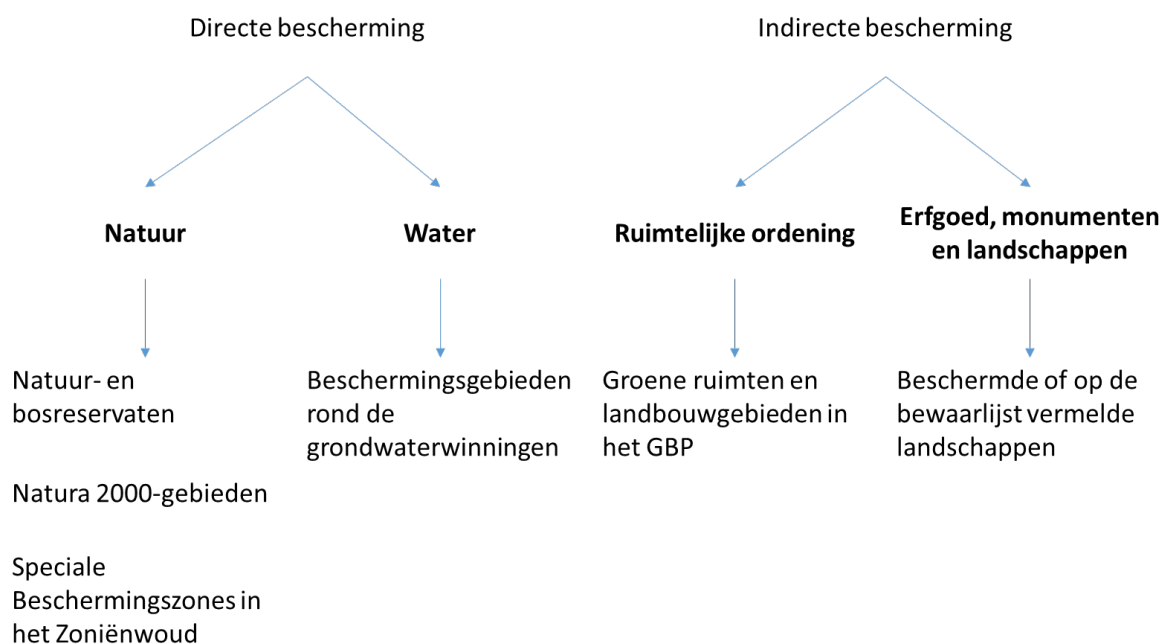 Directe bescherming
Indirecte bescherming
Natuur
Water
Ruimtelijke ordening
Erfgoed, monumenten
en landschappen
Natuur- en
bosreservaten
Natura 2000-gebieden
Speciale
Beschermingszones in
het Zoniënwoud
Beschermingsgebieden
rond de
grondwaterwinningen
Groene ruimten en
landbouwgebieden in
het GBP
Beschermde of op de
bewaarlijst vermelde
landschappen